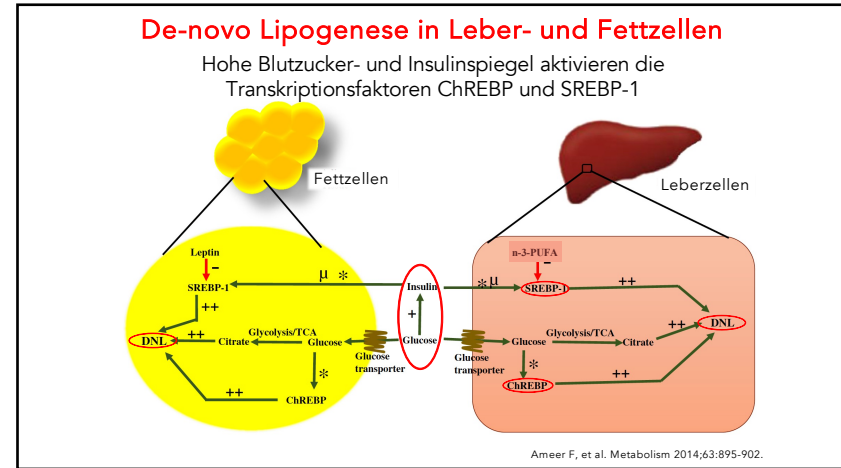 De-novo Lipogenese in Leber- und Fettzellen
Hohe Blutzucker- und Insulinspiegel aktivieren die
Transkriptionsfaktoren ChREBP und SREBP-1
Fettzellen
Leberzellen
Leptin
–
SREBP-1
++
DNL
++
Citrate
Glycolysis/TCA
Glucose
*
ChREBP
++
μ *
Insulin
+
Glucose
Glucose
transporter
*μ
n-3-PUFA
–
SREBP-1
++
Glucose
transporter
Glucose
Glycolysis/TCA
Citrate
++
DNL
*
ChREBP
++
Ameer F, et al. Metabolism 2014;63:895-902.